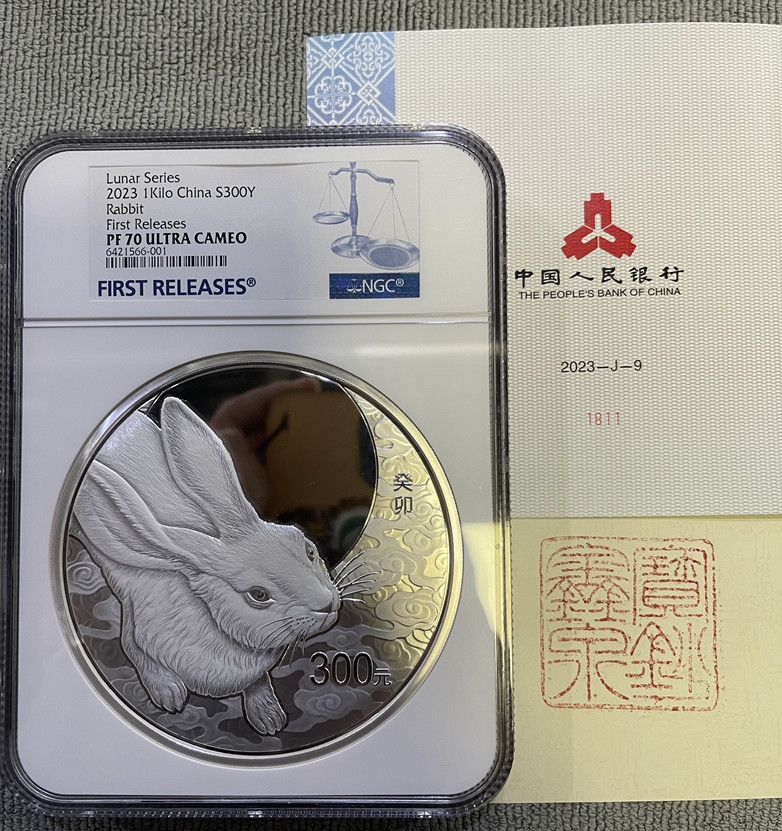 Lunar Series
2023 1Kilo China S300Y
Rabbit
First Releases
PF 70 ULTRA CAMEO
6421566-001
FIRST RELEASES®
NGC®
癸卯
300元
中国人民银行
THE PEOPLE'S BANK OF CHINA
2023—J—9
1811